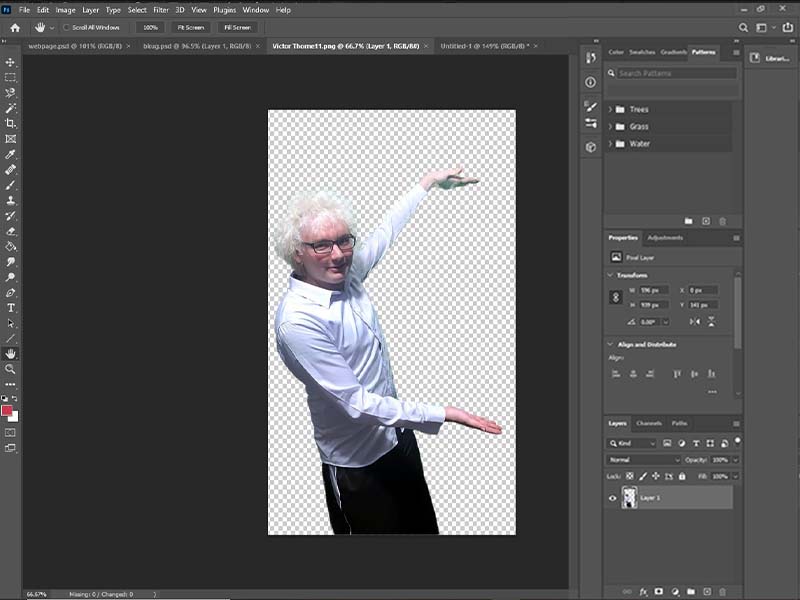 Ps File Edit Image Layer Type Select Filter 3D View Plugins Window Help
Scroll All Windows 100% Fit Screen Fill Screen
webpage.psd @ 101% (RGB/8) × bkug.psd @ 96.5% (Layer 1, RGB/8) × Victor Thorne11.png @ 66.7% (Layer 1, RGB/8#) × Untitled-1 @ 149% (RGB/8) * ×
Color Swatches Gradients Patterns
Librari...
Search Patterns
Trees
Grass
Water
Properties Adjustments
Pixel Layer
Transform
W 596 px X 0 px
H 939 px Y 141 px
0.00°
Align and Distribute
Align:
Layers Channels Paths
Kind
Normal Opacity: 100%
Lock: Fill: 100%
Layer 1
66.67% Missing: 0 / Changed: 0